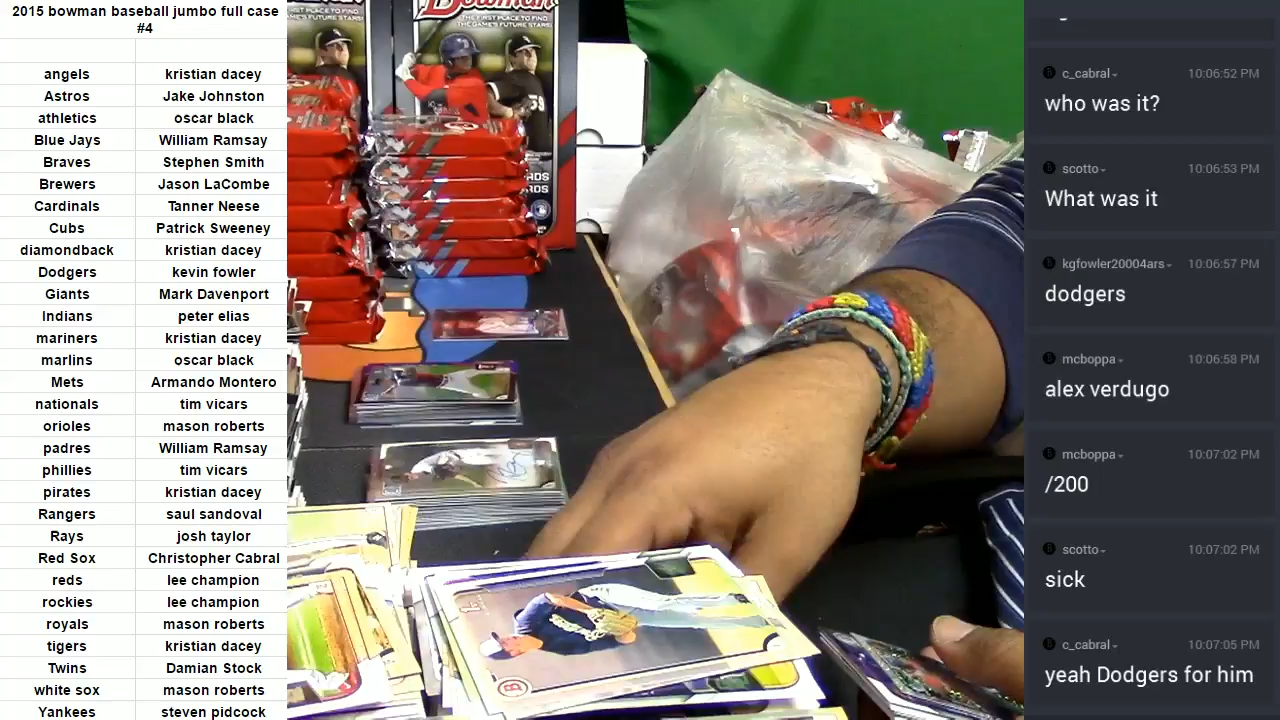 2015 bowman baseball jumbo full case
#4
angels kristian dacey
Astros Jake Johnston
athletics oscar black
Blue Jays William Ramsay
Braves Stephen Smith
Brewers Jason LaCombe
Cardinals Tanner Neese
Cubs Patrick Sweeney
diamondback kristian dacey
Dodgers kevin fowler
Giants Mark Davenport
Indians peter elias
mariners kristian dacey
marlins oscar black
Mets Armando Montero
nationals tim vicars
orioles mason roberts
padres William Ramsay
phillies tim vicars
pirates kristian dacey
Rangers saul sandoval
Rays josh taylor
Red Sox Christopher Cabral
reds lee champion
rockies lee champion
royals mason roberts
tigers kristian dacey
Twins Damian Stock
white sox mason roberts
Yankees steven pidcock
Bowman
THE FIRST PLACE TO FIND
THE GAME'S FUTURE STARS!
59
B
c_cabral 10:06:52 PM
who was it?
scotto 10:06:53 PM
What was it
kgfowler20004ars 10:06:57 PM
dodgers
mcboppa 10:06:58 PM
alex verdugo
mcboppa 10:07:02 PM
/200
scotto 10:07:02 PM
sick
c_cabral 10:07:05 PM
yeah Dodgers for him